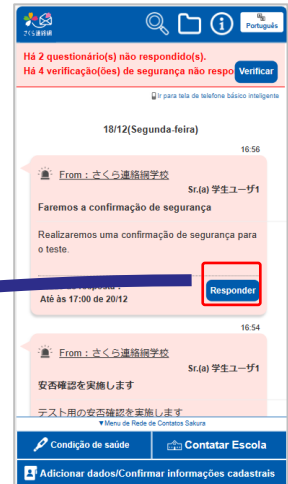 さくら連絡網
Português
Há 2 questionário(s) não respondido(s).
Há 4 verificação(ões) de segurança não respo
Verificar
Ir para tela de telefone básico inteligente
18/12(Segunda-feira)
16:56
From : さくら連絡網学校
Sr.(a) 学生ユーザ1
Faremos a confirmação de segurança
Realizaremos uma confirmação de segurança para
o teste.
Responder
Até às 17:00 de 20/12
16:54
From : さくら連絡網学校
Sr.(a) 学生ユーザ1
安否確認を実施します
テスト用の安否確認を実施します
▼Menu de Rede de Contatos Sakura
Condição de saúde
Contatar Escola
Adicionar dados/Confirmar informações cadastrais